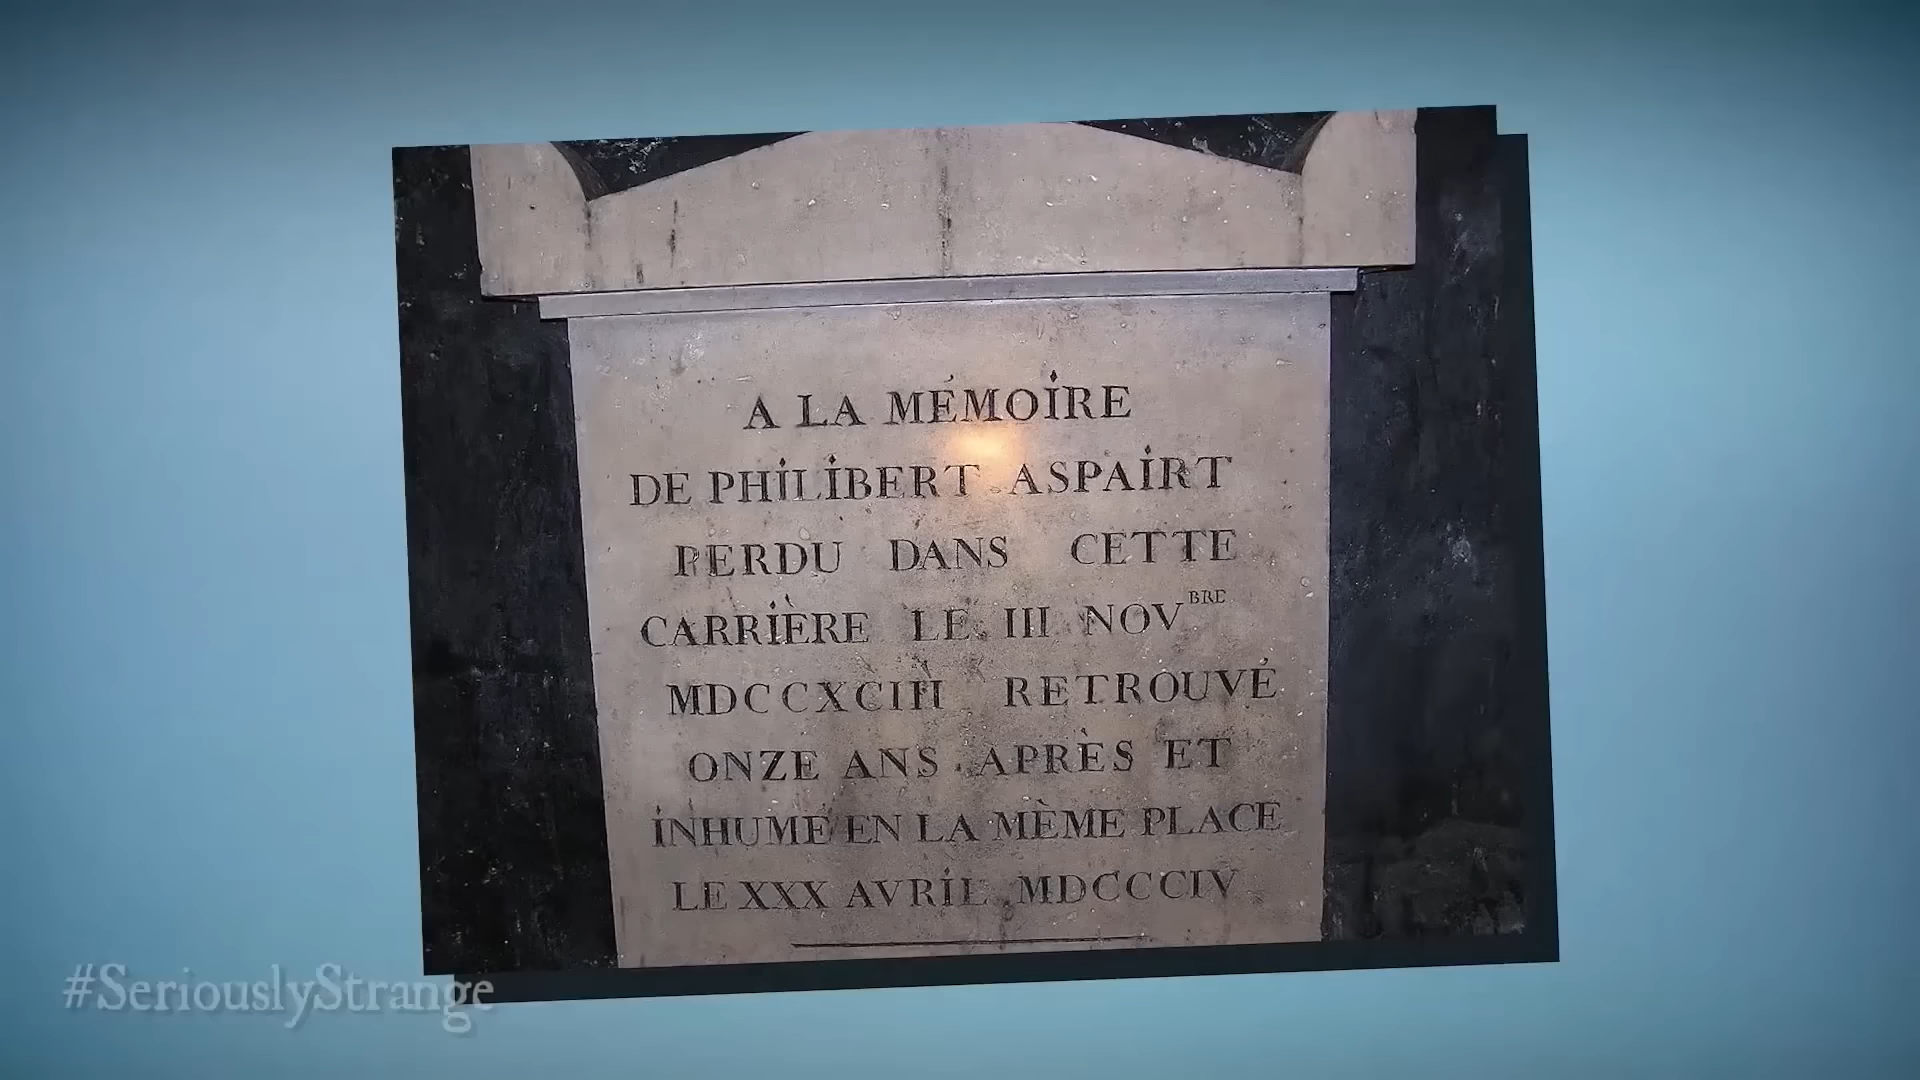 A LA MÉMOIRE
DE PHILIBERT ASPAIRT
PERDU DANS CETTE
CARRIÈRE LE III NOVBRE
MDCCXCIII RETROUVÉ
ONZE ANS APRÈS ET
INHUMÉ EN LA MÈME PLACE
LE XXX AVRIL MDCCCIV
#SeriouslyStrange